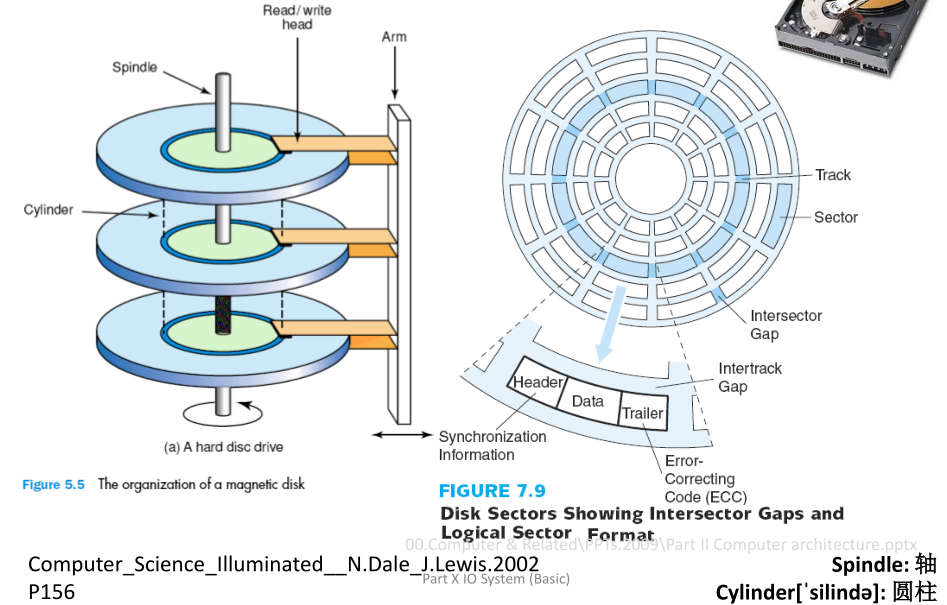 Read/write
head
Arm
Spindle
Cylinder
(a) A hard disc drive
Figure 5.5 The organization of a magnetic disk
Track
Sector
Intersector
Gap
Intertrack
Gap
Header
Data
Trailer
Synchronization
Information
Error-
Correcting
Code (ECC)
FIGURE 7.9
Disk Sectors Showing Intersector Gaps and
Logical Sector Format
00.Computer & Related\PPTs.2009\Part II Computer architecture.pptx
Computer_Science_Illuminated__N.Dale_J.Lewis.2002
P156
Part X IO System (Basic)
Spindle: 轴
Cylinder[ˈsilində]: 圆柱